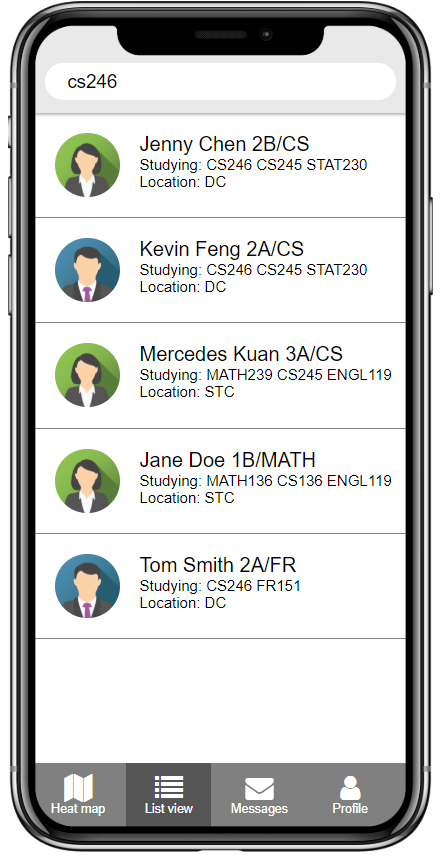 cs246
Jenny Chen 2B/CS
Studying: CS246 CS245 STAT230
Location: DC
Kevin Feng 2A/CS
Studying: CS246 CS245 STAT230
Location: DC
Mercedes Kuan 3A/CS
Studying: MATH239 CS245 ENGL119
Location: STC
Jane Doe 1B/MATH
Studying: MATH136 CS136 ENGL119
Location: STC
Tom Smith 2A/FR
Studying: CS246 FR151
Location: DC
Heat map List view Messages Profile